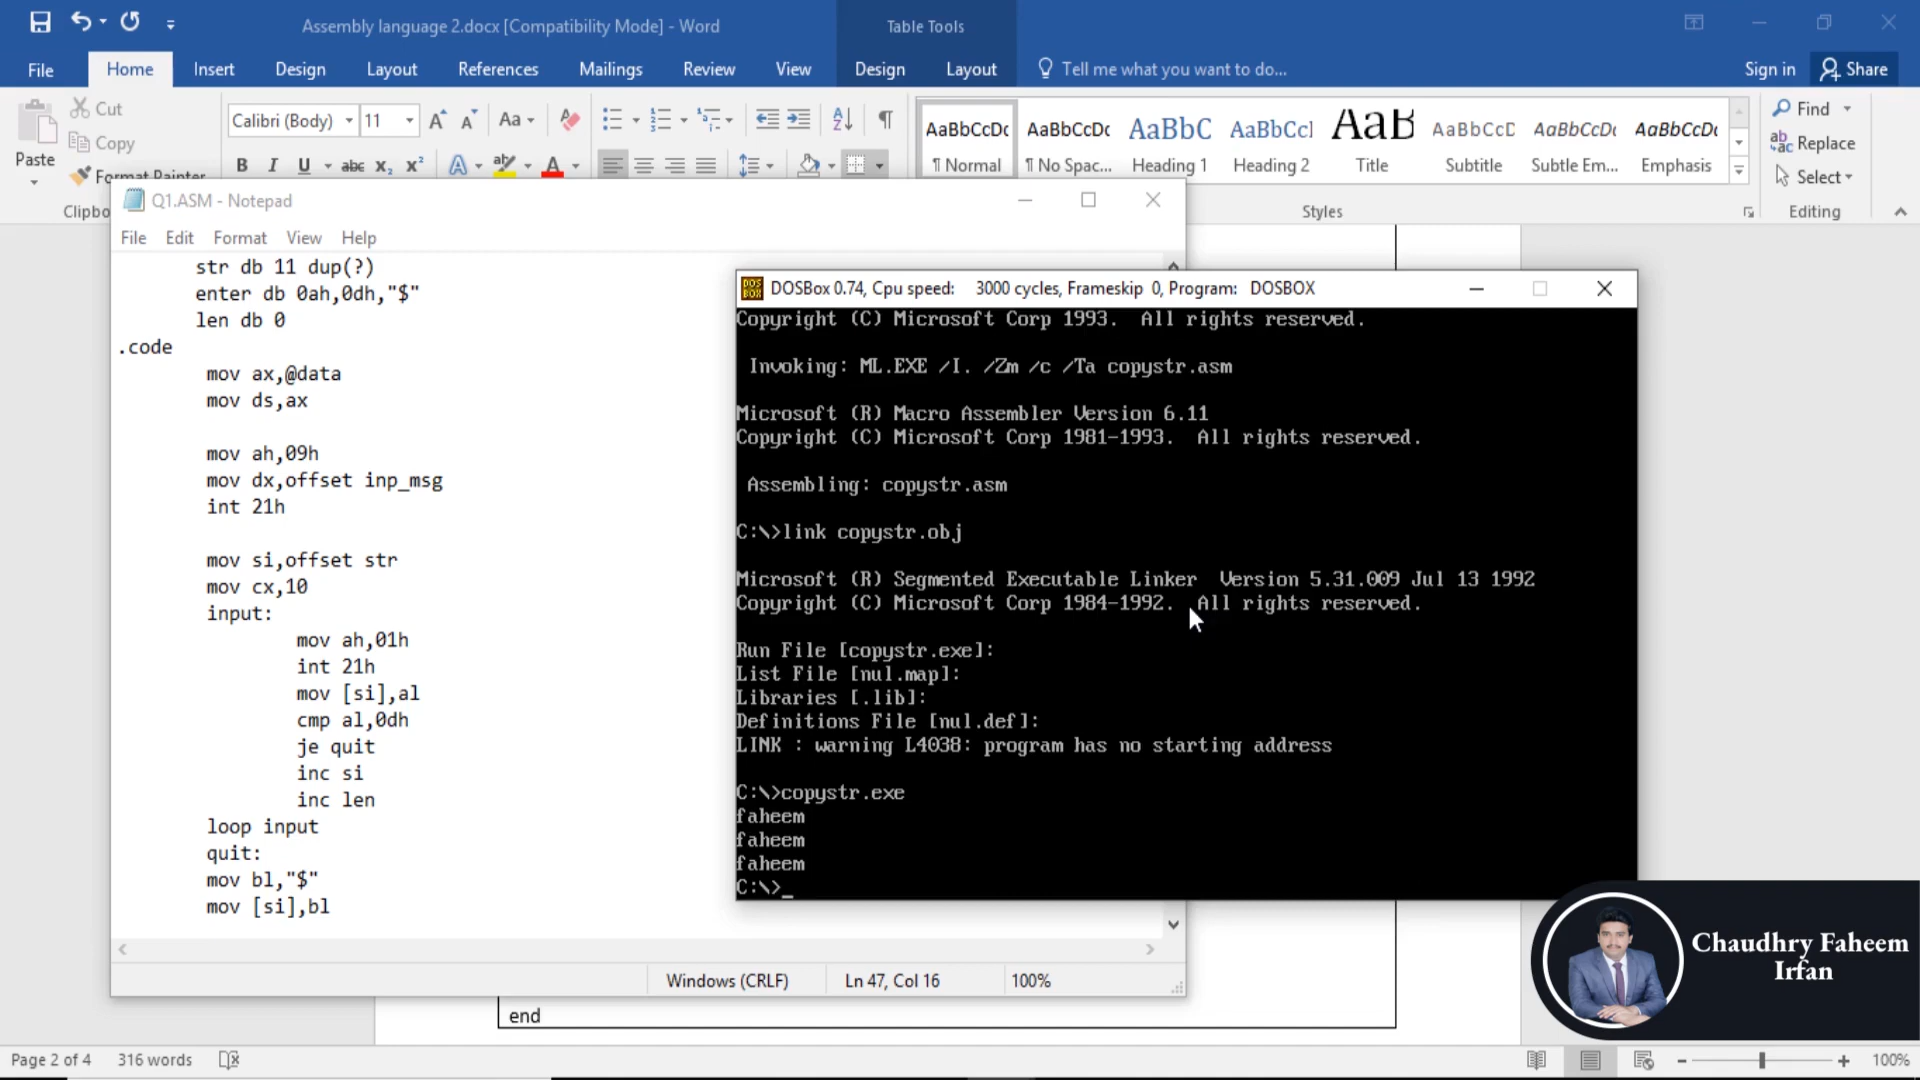 Assembly language 2.docx [Compatibility Mode] - Word
Table Tools
File Home Insert Design Layout References Mailings Review View Design Layout Tell me what you want to do... Sign in Share
Paste
Cut
Copy
Format Painter
Calibri (Body) 11
Aa
B I U abc X₂ X²
A A
AaBbCcDc AaBbCcDc AaBbC AaBbCcl AaB AaBbCcD AaBbCcDc AaBbCcDc
¶ Normal ¶ No Spac... Heading 1 Heading 2 Title Subtitle Subtle Em... Emphasis
Find
Replace
Select
Styles
Editing
Q1.ASM - Notepad
File Edit Format View Help
str db 11 dup(?)
enter db 0ah,0dh,"$"
len db 0
.code
mov ax,@data
mov ds,ax
mov ah,09h
mov dx,offset inp_msg
int 21h
mov si,offset str
mov cx,10
input:
mov ah,01h
int 21h
mov [si],al
cmp al,0dh
je quit
inc si
inc len
loop input
quit:
mov bl,"$"
mov [si],bl
Windows (CRLF) Ln 47, Col 16 100%
DOSBox 0.74, Cpu speed: 3000 cycles, Frameskip 0, Program: DOSBOX
Copyright (C) Microsoft Corp 1993. All rights reserved.
Invoking: ML.EXE /I. /Zm /c /Ta copystr.asm
Microsoft (R) Macro Assembler Version 6.11
Copyright (C) Microsoft Corp 1981-1993. All rights reserved.
Assembling: copystr.asm
C:\>link copystr.obj
Microsoft (R) Segmented Executable Linker Version 5.31.009 Jul 13 1992
Copyright (C) Microsoft Corp 1984-1992. All rights reserved.
Run File [copystr.exe]:
List File [nul.map]:
Libraries [.lib]:
Definitions File [nul.def]:
LINK : warning L4038: program has no starting address
C:\>copystr.exe
faheem
faheem
faheem
C:\>_
Chaudhry Faheem
Irfan
end
Page 2 of 4 316 words 100%